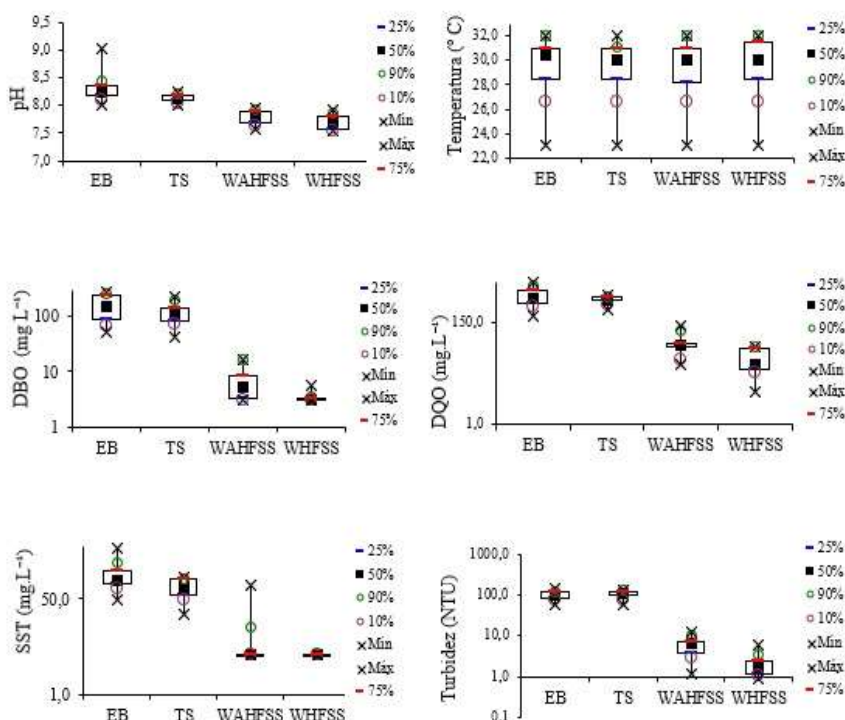 pH
9,5
9,0
8,5
8,0
7,5
7,0
EB TS WAHFSS WHFSS
25%
50%
90%
10%
Min
Máx
75%
Temperatura (° C)
32,0
30,0
28,0
26,0
24,0
22,0
EB TS WAHFSS WHFSS
25%
50%
90%
10%
Min
Máx
75%
DBO (mg L⁻¹)
100
10
1
EB TS WAHFSS WHFSS
25%
50%
90%
10%
Min
Máx
75%
DQO (mg.L⁻¹)
150,0
1,0
EB TS WAHFSS WHFSS
25%
50%
90%
10%
Min
Máx
75%
SST (mg.L⁻¹)
50,0
1,0
EB TS WAHFSS WHFSS
25%
50%
90%
10%
Min
Máx
75%
Turbidez (NTU)
1000,0
100,0
10,0
1,0
0,1
EB TS WAHFSS WHFSS
25%
50%
90%
10%
Min
Máx
75%